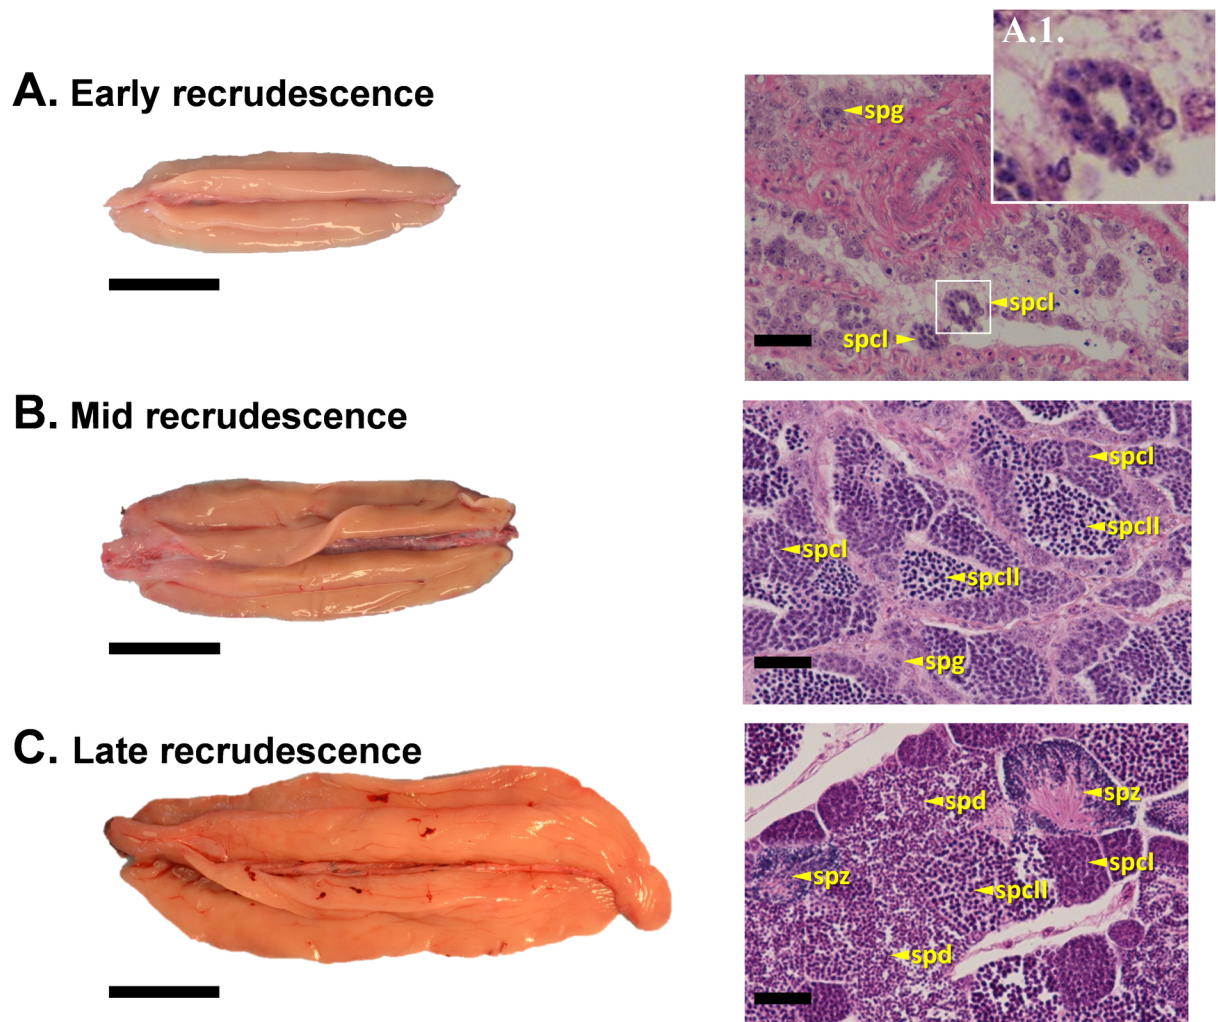 A.1.
A. Early recrudescence
spg
spcI
spcI
B. Mid recrudescence
spcI
spcII
spcI
spcII
spg
C. Late recrudescence
spd
spz
spcI
spz
spcII
spd